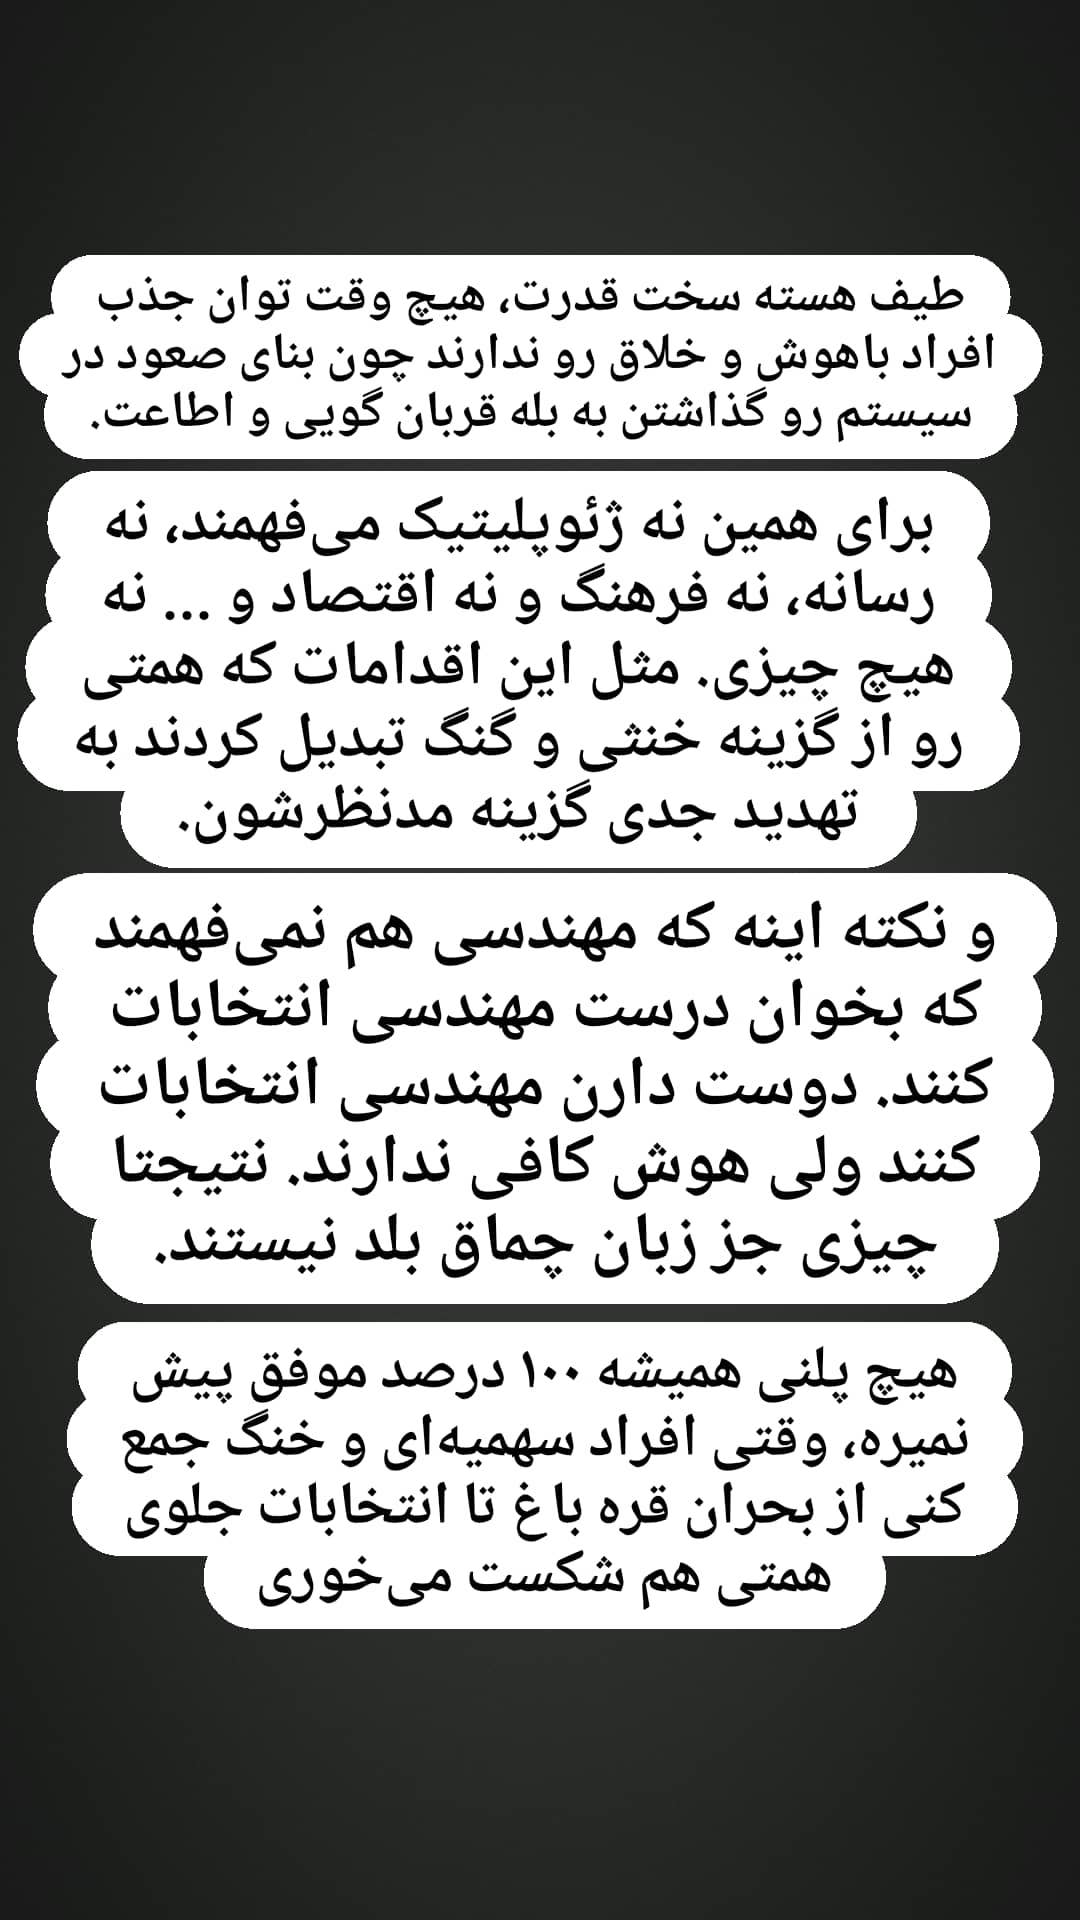 طیف هسته سخت قدرت، هیچ وقت توان جذب
افراد باهوش و خلاق رو ندارند چون بنای صعود در
سیستم رو گذاشتن به بله قربان گویی و اطاعت.
برای همین نه ژئوپلیتیک می‌فهمند، نه
رسانه، نه فرهنگ و نه اقتصاد و ... نه
هیچ چیزی. مثل این اقدامات که همتی
رو از گزینه خنثی و گنگ تبدیل کردند به
تهدید جدی گزینه مدنظرشون.
و نکته اینه که مهندسی هم نمی‌فهمند
که بخوان درست مهندسی انتخابات
کنند. دوست دارن مهندسی انتخابات
کنند ولی هوش کافی ندارند. نتیجتا
چیزی جز زبان چماق بلد نیستند.
هیچ پلنی همیشه ۱۰۰ درصد موفق پیش
نمیره، وقتی افراد سهمیه‌ای و خنگ جمع
کنی از بحران قره باغ تا انتخابات جلوی
همتی هم شکست می‌خوری